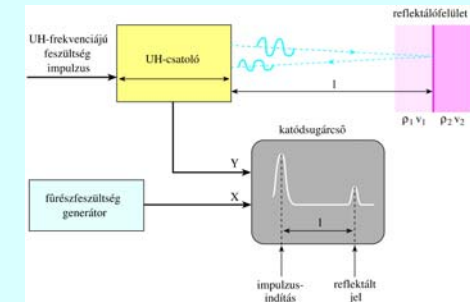 reflektálófelület
UH-frekvenciájú
feszültség
impulzus
UH-csatoló
l
ρ₁ v₁
ρ₂ v₂
katódsugárcső
Y
X
fűrészfeszültség
generátor
l
impulzus-
indítás
reflektált
jel